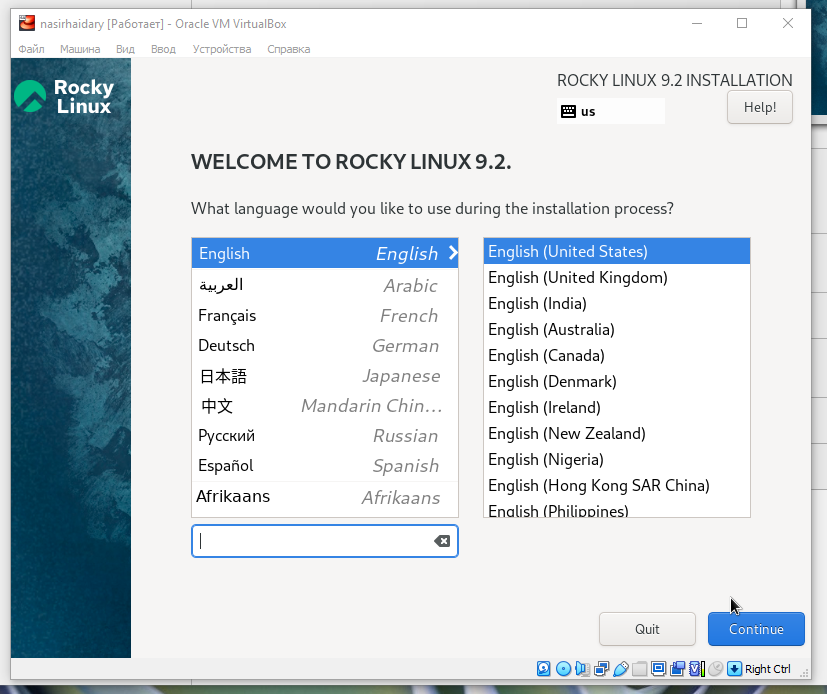 nasirhaidary [Работает] - Oracle VM VirtualBox
Файл Машина Вид Ввод Устройства Справка
Rocky
Linux
ROCKY LINUX 9.2 INSTALLATION
us
Help!
WELCOME TO ROCKY LINUX 9.2.
What language would you like to use during the installation process?
English English
العربية Arabic
Français French
Deutsch German
日本語 Japanese
中文 Mandarin Chin...
Русский Russian
Español Spanish
Afrikaans Afrikaans
English (United States)
English (United Kingdom)
English (India)
English (Australia)
English (Canada)
English (Denmark)
English (Ireland)
English (New Zealand)
English (Nigeria)
English (Hong Kong SAR China)
English (Philippines)
Quit
Continue
Right Ctrl